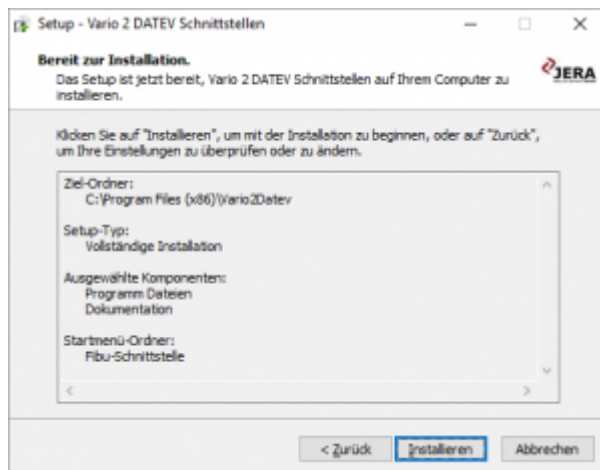 Setup - Vario 2 DATEV Schnittstellen
Bereit zur Installation.
Das Setup ist jetzt bereit, Vario 2 DATEV Schnittstellen auf Ihrem Computer zu
installieren.
JERA
Klicken Sie auf "Installieren", um mit der Installation zu beginnen, oder auf "Zurück",
um Ihre Einstellungen zu überprüfen oder zu ändern.
Ziel-Ordner:
C:\Program Files (x86)\Vario2Datev
Setup-Typ:
Vollständige Installation
Ausgewählte Komponenten:
Programm Dateien
Dokumentation
Startmenü-Ordner:
Fibu-Schnittstelle
< Zurück
Installieren
Abbrechen